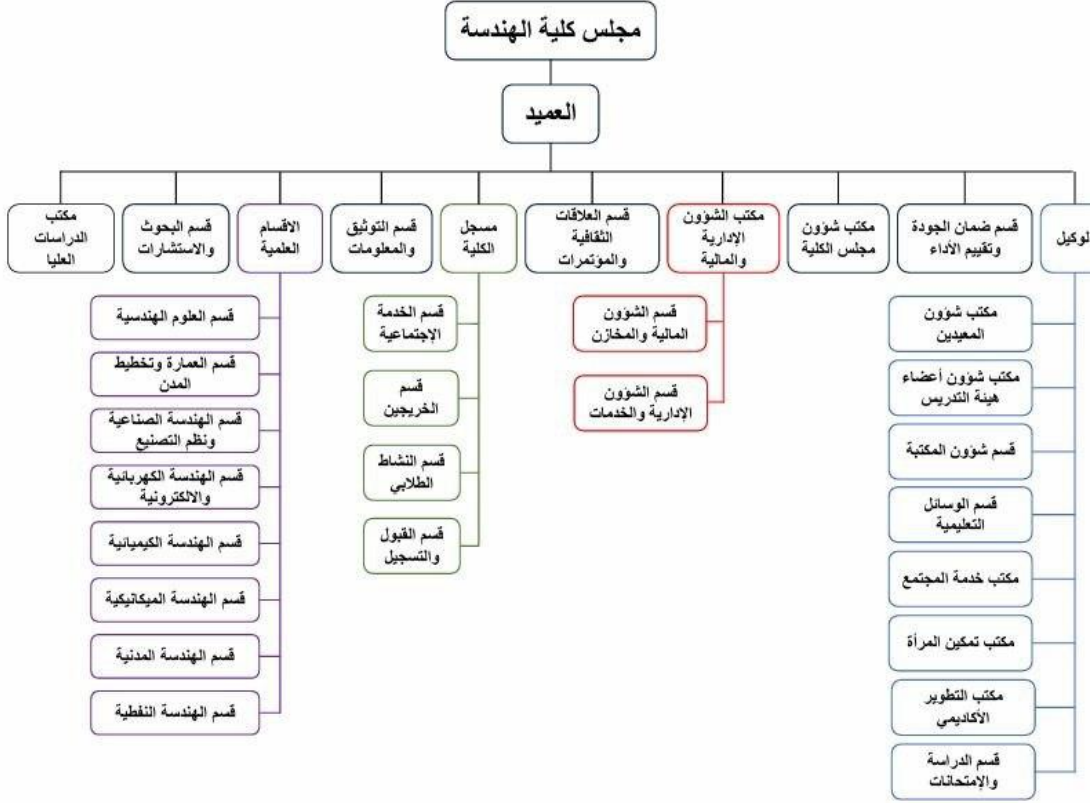 مجلس كلية الهندسة
العميد
لوكيل
قسم ضمان الجودة
وتقييم الأداء
مكتب شؤون
مجلس الكلية
مكتب الشؤون
الإدارية
والمالية
قسم العلاقات
الثقافية
والمؤتمرات
مسجل
الكلية
قسم التوثيق
والمعلومات
الاقسام
العلمية
قسم البحوث
والاستشارات
مكتب
الدراسات
العليا
مكتب شؤون
المعيدين
مكتب شؤون أعضاء
هيئة التدريس
قسم شؤون المكتبة
قسم الوسائل
التعليمية
مكتب خدمة المجتمع
مكتب تمكين المرأة
مكتب التطوير
الأكاديمي
قسم الدراسة
والإمتحانات
قسم الشؤون
المالية والمخازن
قسم الشؤون
الإدارية والخدمات
قسم الخدمة
الإجتماعية
قسم
الخريجين
قسم النشاط
الطلابي
قسم القبول
والتسجيل
قسم العلوم الهندسية
قسم العمارة وتخطيط
المدن
قسم الهندسة الصناعية
ونظم التصنيع
قسم الهندسة الكهربائية
والالكترونية
قسم الهندسة الكيميائية
قسم الهندسة الميكانيكية
قسم الهندسة المدنية
قسم الهندسة النفطية